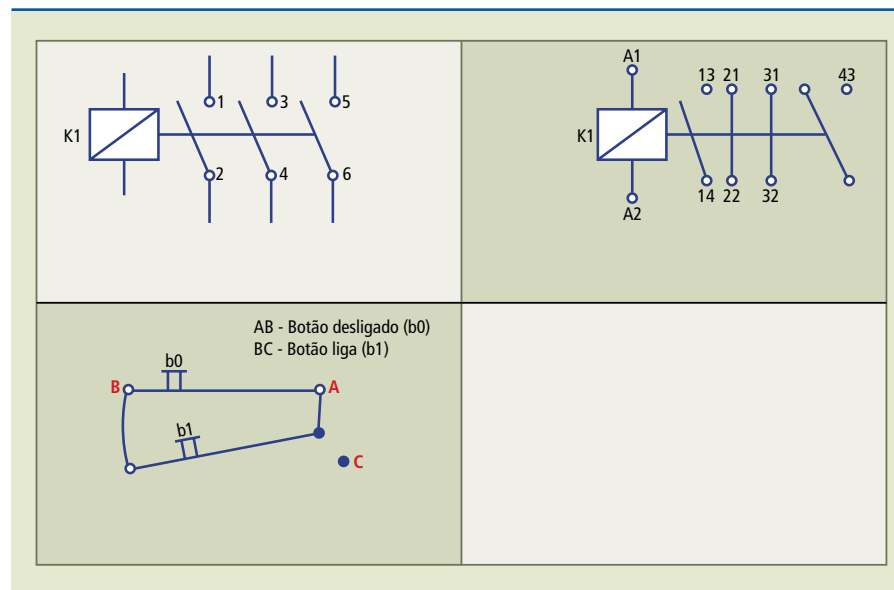 K1
1
3
5
2
4
6
A1
13 21 31 43
K1
14 22 32
A2
AB - Botão desligado (b0)
BC - Botão liga (b1)
b0
B
A
b1
C